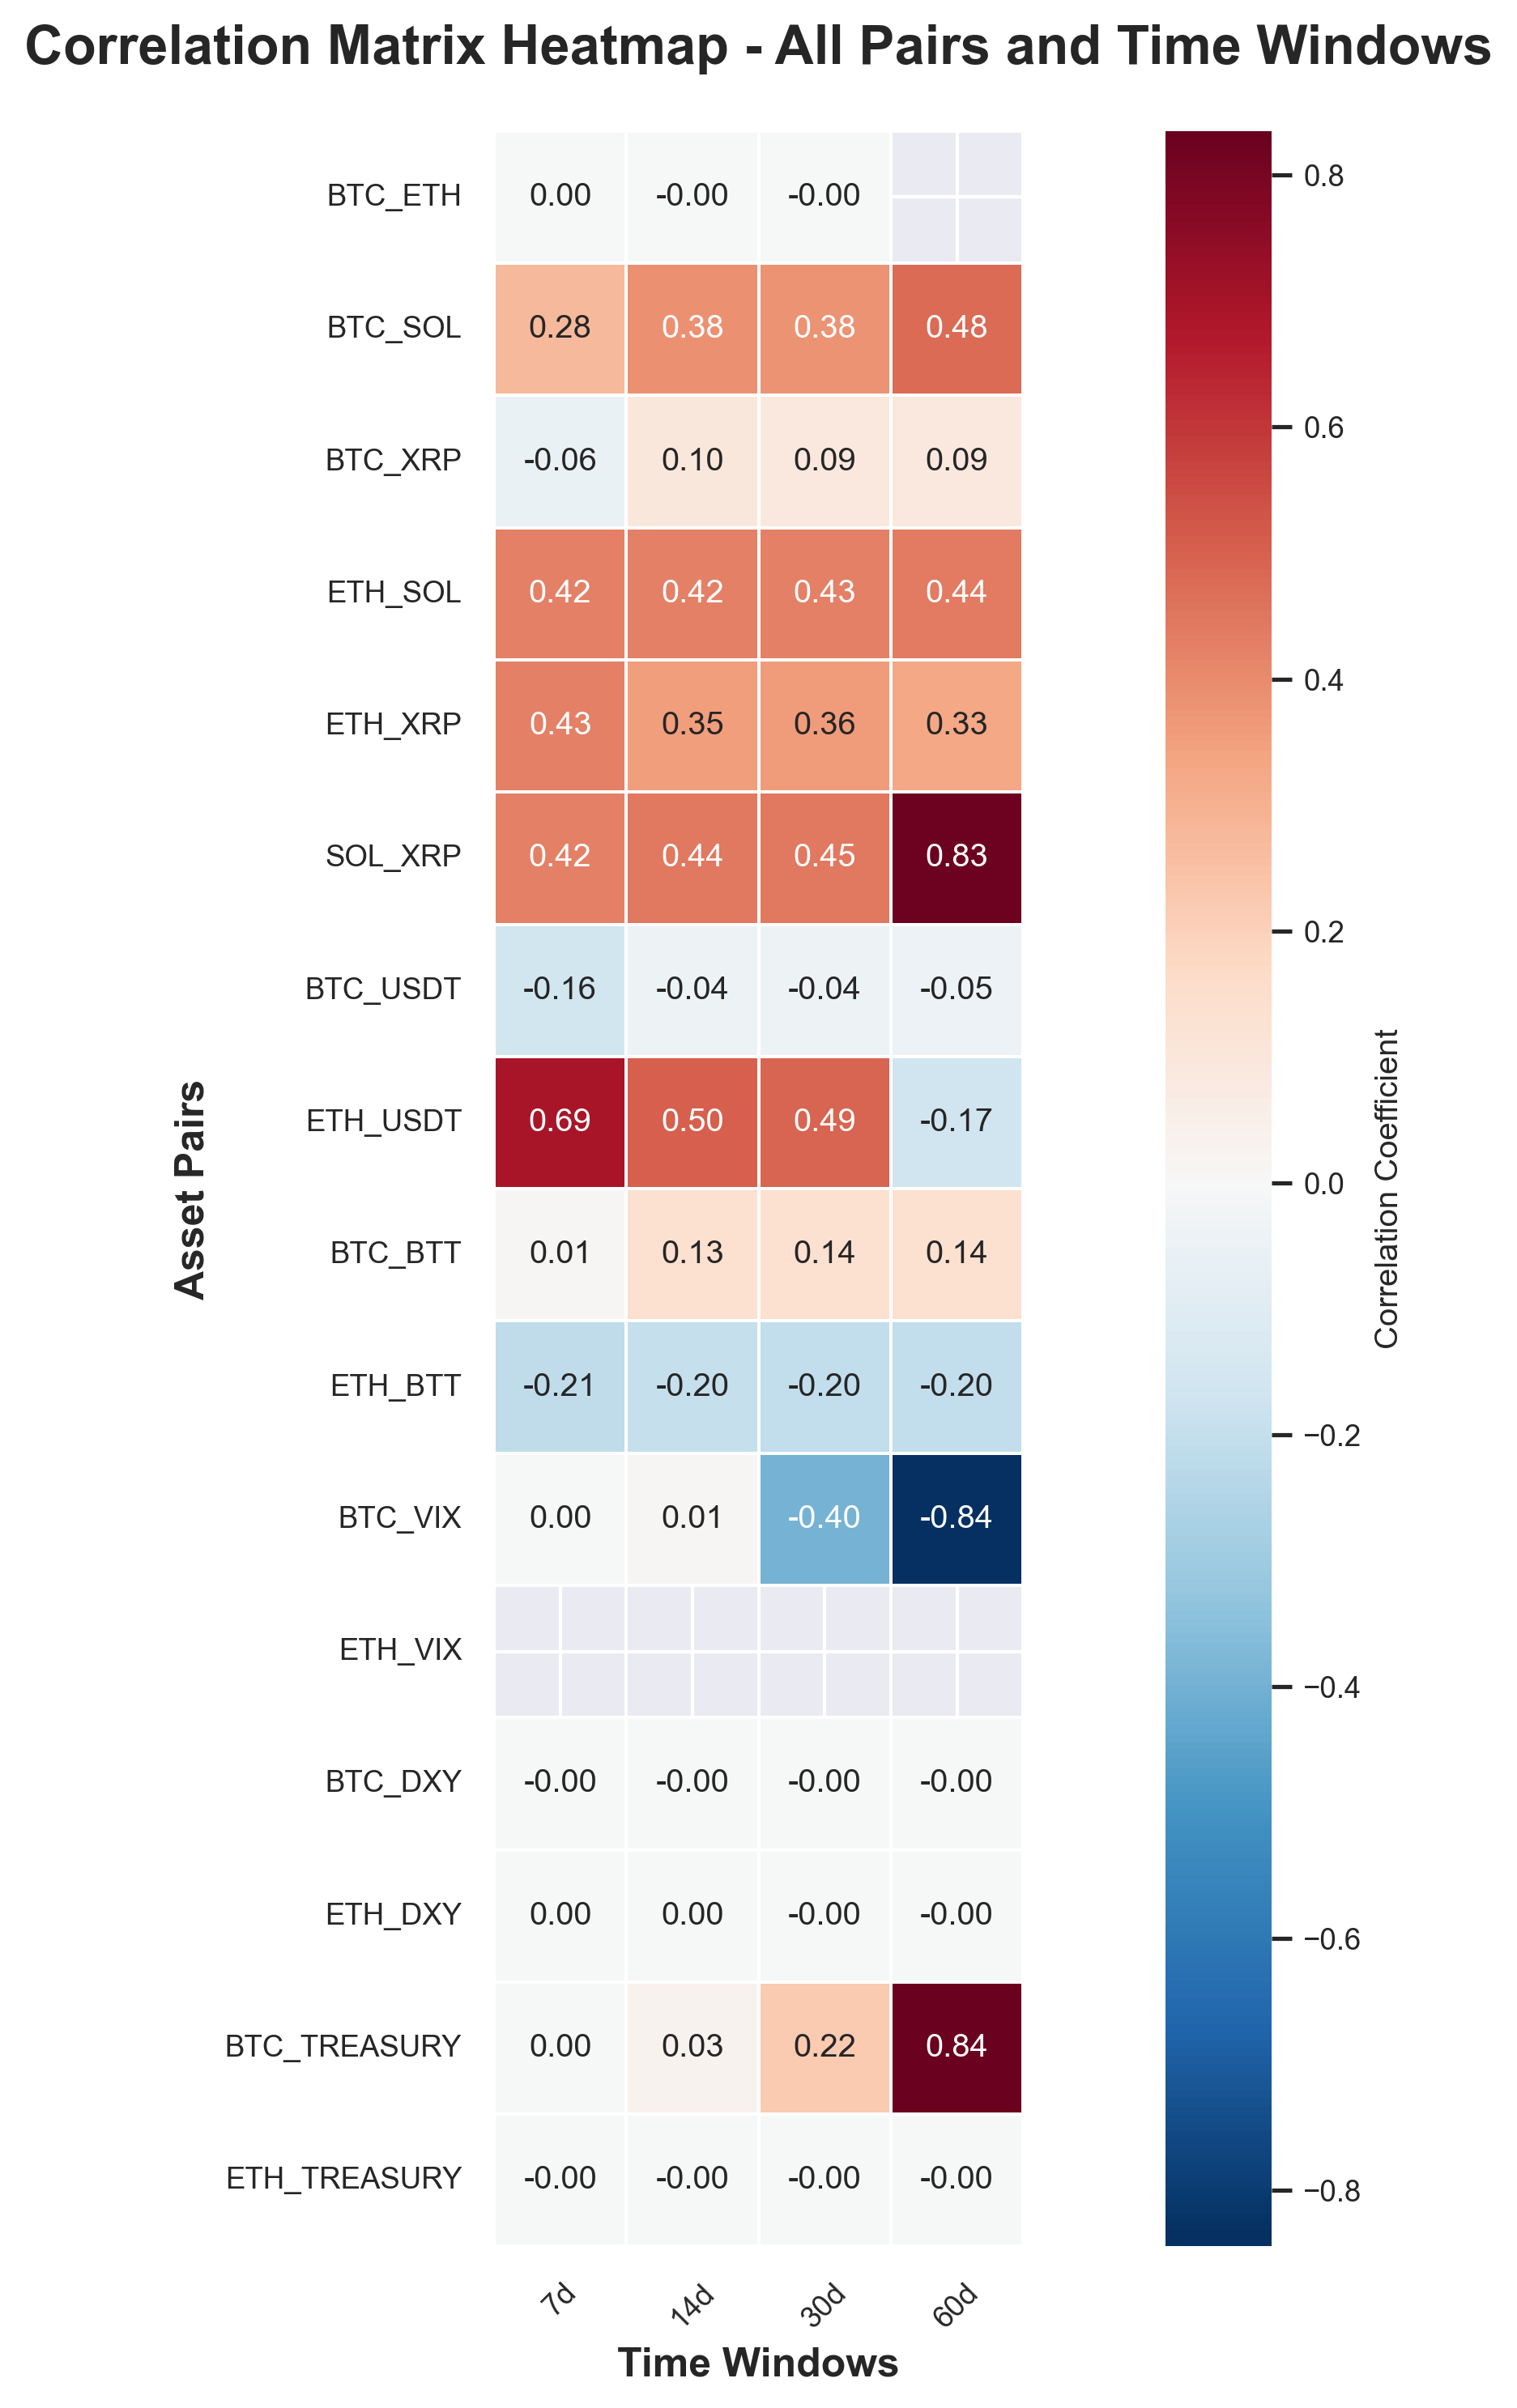 Correlation Matrix Heatmap - All Pairs and Time Windows
Asset Pairs
BTC_ETH 0.00 -0.00 -0.00
BTC_SOL 0.28 0.38 0.38 0.48
BTC_XRP -0.06 0.10 0.09 0.09
ETH_SOL 0.42 0.42 0.43 0.44
ETH_XRP 0.43 0.35 0.36 0.33
SOL_XRP 0.42 0.44 0.45 0.83
BTC_USDT -0.16 -0.04 -0.04 -0.05
ETH_USDT 0.69 0.50 0.49 -0.17
BTC_BTT 0.01 0.13 0.14 0.14
ETH_BTT -0.21 -0.20 -0.20 -0.20
BTC_VIX 0.00 0.01 -0.40 -0.84
ETH_VIX
BTC_DXY -0.00 -0.00 -0.00 -0.00
ETH_DXY 0.00 0.00 -0.00 -0.00
BTC_TREASURY 0.00 0.03 0.22 0.84
ETH_TREASURY -0.00 -0.00 -0.00 -0.00
7d 14d 30d 60d
Time Windows
0.8
0.6
0.4
0.2
0.0
−0.2
−0.4
−0.6
−0.8
Correlation Coefficient